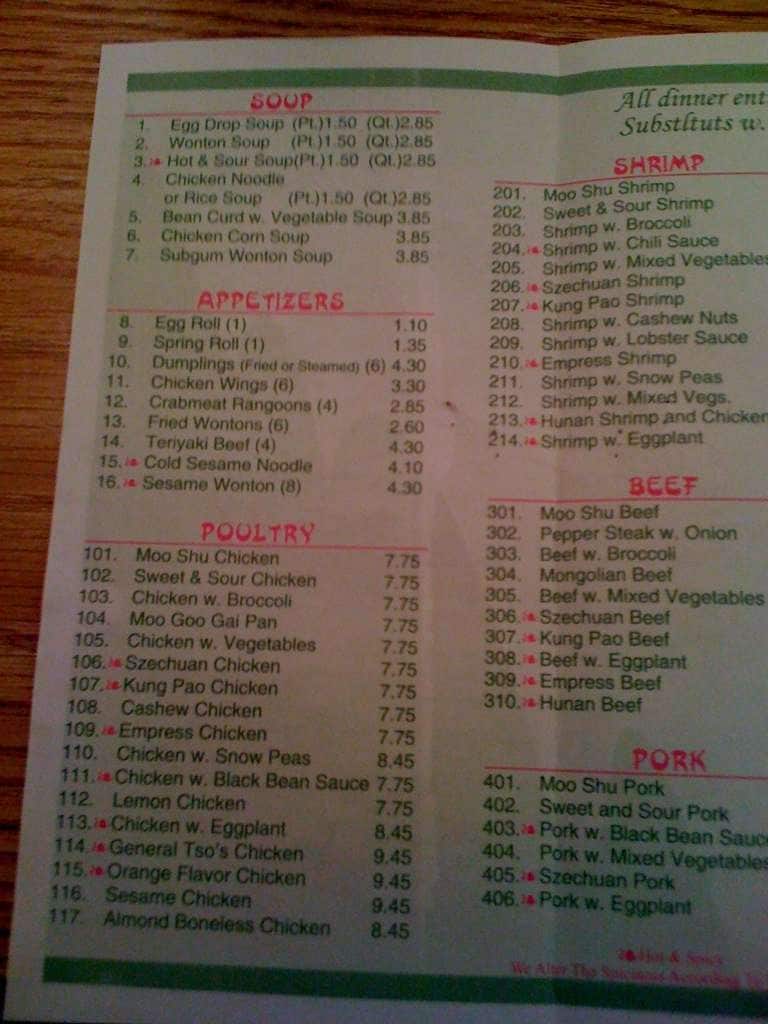 SOUP
1. Egg Drop Soup (Pt.)1.50 (Qt.)2.85
2. Wonton Soup (Pt.)1.50 (Qt.)2.85
3. Hot & Sour Soup(Pt.)1.50 (Qt.)2.85
4. Chicken Noodle
or Rice Soup (Pt.)1.50 (Qt.)2.85
5. Bean Curd w. Vegetable Soup 3.85
6. Chicken Corn Soup 3.85
7. Subgum Wonton Soup 3.85
APPETIZERS
8. Egg Roll (1) 1.10
9. Spring Roll (1) 1.35
10. Dumplings (Fried or Steamed) (6) 4.30
11. Chicken Wings (6) 3.30
12. Crabmeat Rangoons (4) 2.85
13. Fried Wontons (6) 2.60
14. Teriyaki Beef (4) 4.30
15. Cold Sesame Noodle 4.10
16. Sesame Wonton (8) 4.30
POULTRY
101. Moo Shu Chicken 7.75
102. Sweet & Sour Chicken 7.75
103. Chicken w. Broccoli 7.75
104. Moo Goo Gai Pan 7.75
105. Chicken w. Vegetables 7.75
106. Szechuan Chicken 7.75
107. Kung Pao Chicken 7.75
108. Cashew Chicken 7.75
109. Empress Chicken 7.75
110. Chicken w. Snow Peas 8.45
111. Chicken w. Black Bean Sauce 7.75
112. Lemon Chicken 7.75
113. Chicken w. Eggplant 8.45
114. General Tso's Chicken 9.45
115. Orange Flavor Chicken 9.45
116. Sesame Chicken 9.45
117. Almond Boneless Chicken 8.45
All dinner ent
Substituts w.
SHRIMP
201. Moo Shu Shrimp
202. Sweet & Sour Shrimp
203. Shrimp w. Broccoli
204. Shrimp w. Chili Sauce
205. Shrimp w. Mixed Vegetables
206. Szechuan Shrimp
207. Kung Pao Shrimp
208. Shrimp w. Cashew Nuts
209. Shrimp w. Lobster Sauce
210. Empress Shrimp
211. Shrimp w. Snow Peas
212. Shrimp w. Mixed Vegs.
213. Hunan Shrimp and Chicken
214. Shrimp w. Eggplant
BEEF
301. Moo Shu Beef
302. Pepper Steak w. Onion
303. Beef w. Broccoli
304. Mongolian Beef
305. Beef w. Mixed Vegetables
306. Szechuan Beef
307. Kung Pao Beef
308. Beef w. Eggplant
309. Empress Beef
310. Hunan Beef
PORK
401. Moo Shu Pork
402. Sweet and Sour Pork
403. Pork w. Black Bean Sauc
404. Pork w. Mixed Vegetables
405. Szechuan Pork
406. Pork w. Eggplant
Hot & Spicy
We Alter The Spiciness According To